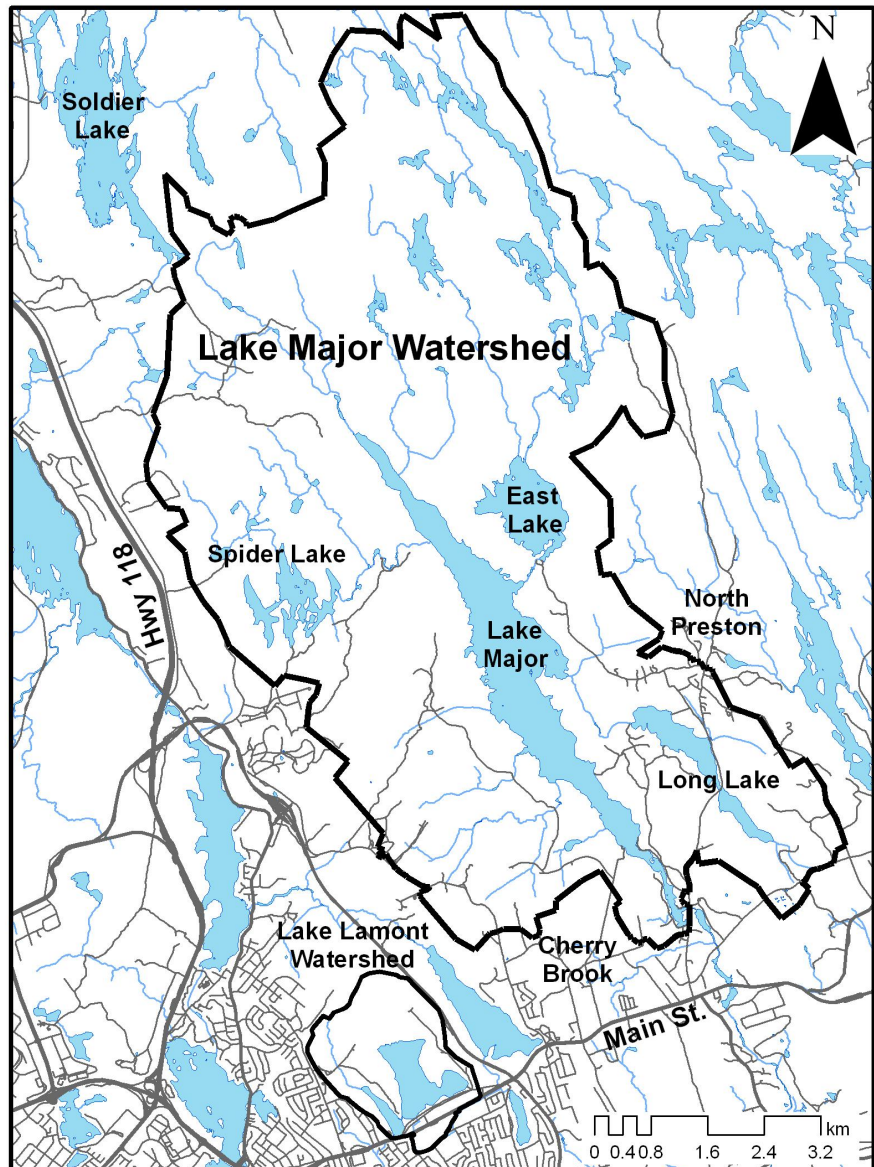 N
Soldier
Lake
Lake Major Watershed
East
Lake
Spider Lake
Hwy 118
North
Preston
Lake
Major
Long Lake
Lake Lamont
Watershed
Cherry
Brook
Main St.
km
0 0.4 0.8 1.6 2.4 3.2